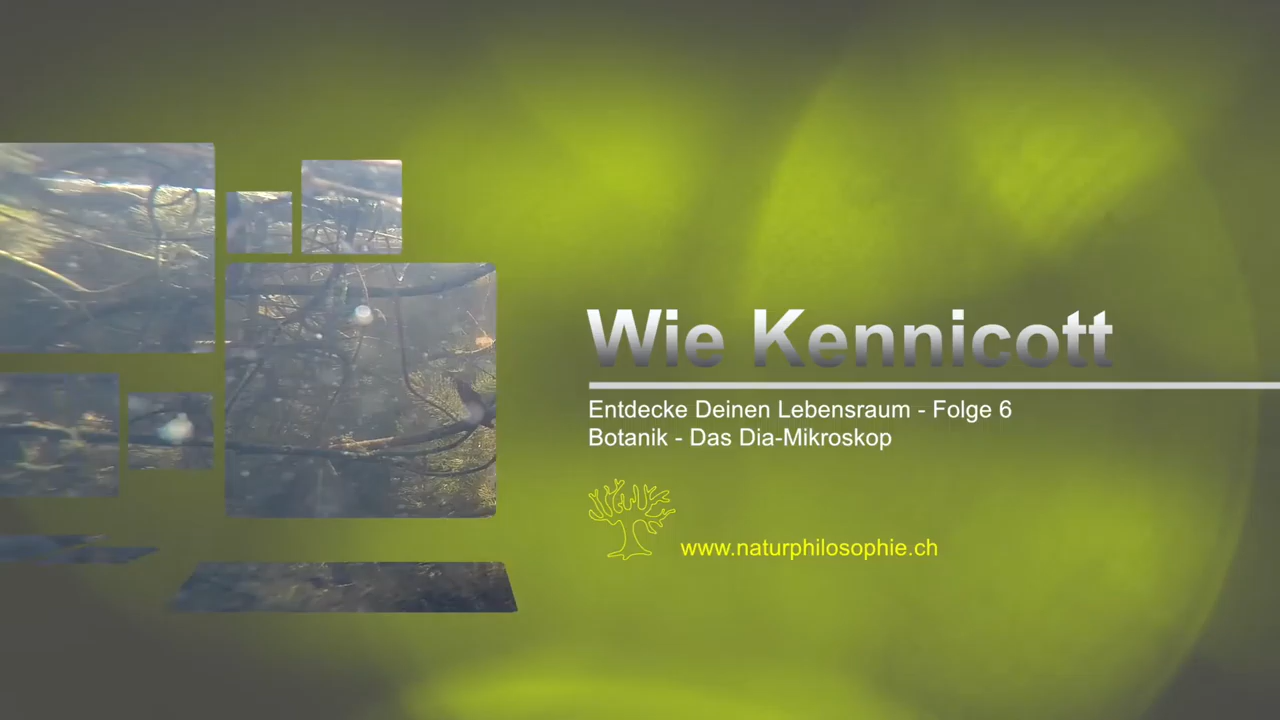 Wie Kennicott
Entdecke Deinen Lebensraum - Folge 6
Botanik - Das Dia-Mikroskop
www.naturphilosophie.ch